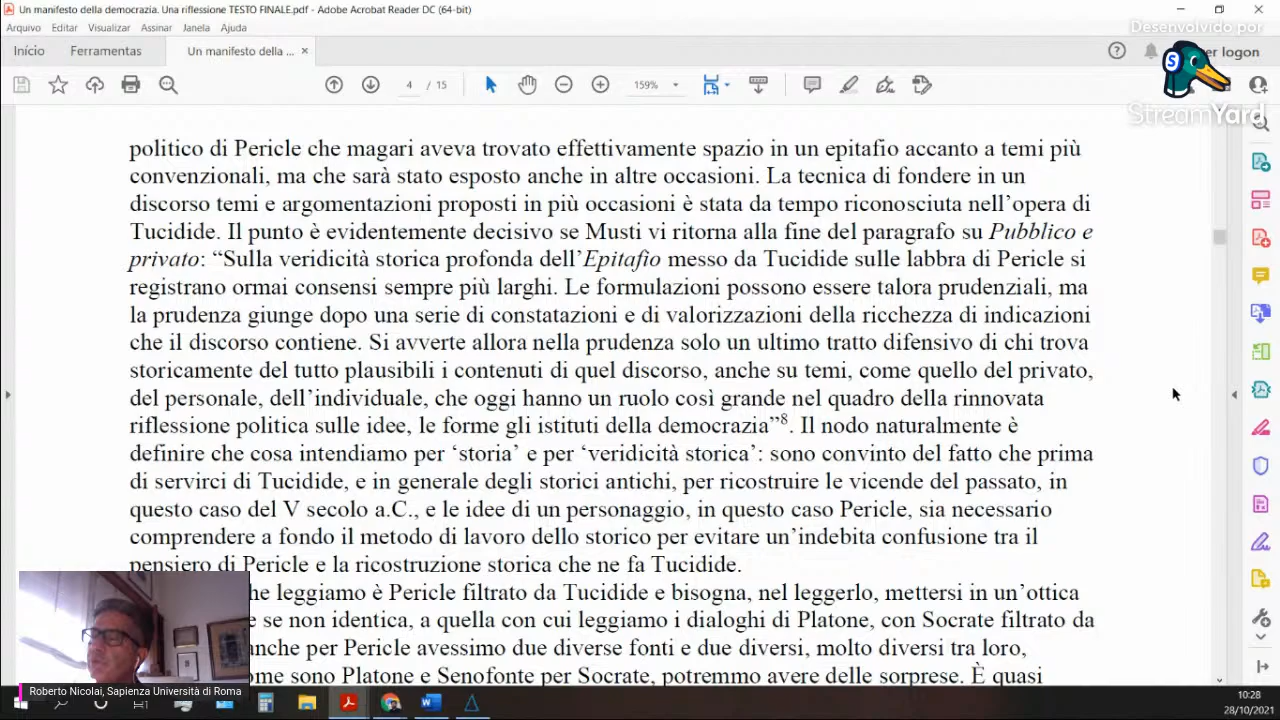 Un manifesto della democrazia. Una riflessione TESTO FINALE.pdf - Adobe Acrobat Reader DC (64-bit)
Arquivo Editar Visualizar Assinar Janela Ajuda
Desenvolvido por
Início Ferramentas Un manifesto della ... ×
er logon
4 / 15 159%
StreamYard
politico di Pericle che magari aveva trovato effettivamente spazio in un epitafio accanto a temi più
convenzionali, ma che sarà stato esposto anche in altre occasioni. La tecnica di fondere in un
discorso temi e argomentazioni proposti in più occasioni è stata da tempo riconosciuta nell’opera di
Tucidide. Il punto è evidentemente decisivo se Musti vi ritorna alla fine del paragrafo su Pubblico e
privato: “Sulla veridicità storica profonda dell’Epitafio messo da Tucidide sulle labbra di Pericle si
registrano ormai consensi sempre più larghi. Le formulazioni possono essere talora prudenziali, ma
la prudenza giunge dopo una serie di constatazioni e di valorizzazioni della ricchezza di indicazioni
che il discorso contiene. Si avverte allora nella prudenza solo un ultimo tratto difensivo di chi trova
storicamente del tutto plausibili i contenuti di quel discorso, anche su temi, come quello del privato,
del personale, dell’individuale, che oggi hanno un ruolo così grande nel quadro della rinnovata
riflessione politica sulle idee, le forme gli istituti della democrazia”8. Il nodo naturalmente è
definire che cosa intendiamo per ‘storia’ e per ‘veridicità storica’: sono convinto del fatto che prima
di servirci di Tucidide, e in generale degli storici antichi, per ricostruire le vicende del passato, in
questo caso del V secolo a.C., e le idee di un personaggio, in questo caso Pericle, sia necessario
comprendere a fondo il metodo di lavoro dello storico per evitare un’indebita confusione tra il
pensiero di Pericle e la ricostruzione storica che ne fa Tucidide.
he leggiamo è Pericle filtrato da Tucidide e bisogna, nel leggerlo, mettersi in un’ottica
e se non identica, a quella con cui leggiamo i dialoghi di Platone, con Socrate filtrato da
anche per Pericle avessimo due diverse fonti e due diversi, molto diversi tra loro,
ome sono Platone e Senofonte per Socrate, potremmo avere delle sorprese. È quasi
Roberto Nicolai, Sapienza Università di Roma
10:28
28/10/2021